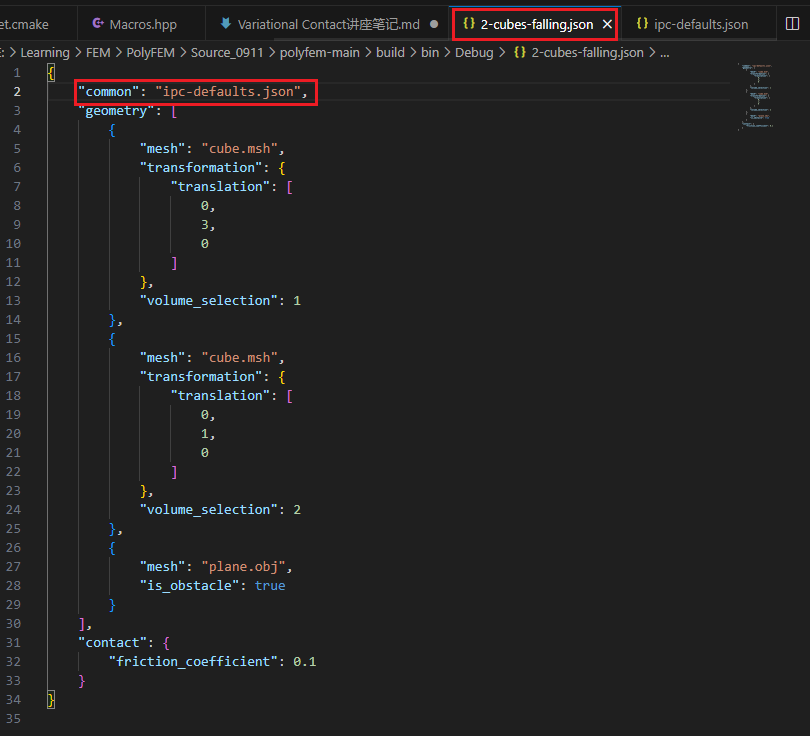 et.cmake
Macros.hpp
Variational Contact讲座笔记.md
2-cubes-falling.json
ipc-defaults.json
: > Learning > FEM > PolyFEM > Source_0911 > polyfem-main > build > bin > Debug > {} 2-cubes-falling.json > ...
1 {
2 "common": "ipc-defaults.json",
3 "geometry": [
4 {
5 "mesh": "cube.msh",
6 "transformation": {
7 "translation": [
8 0,
9 3,
10 0
11 ]
12 },
13 "volume_selection": 1
14 },
15 {
16 "mesh": "cube.msh",
17 "transformation": {
18 "translation": [
19 0,
20 1,
21 0
22 ]
23 },
24 "volume_selection": 2
25 },
26 {
27 "mesh": "plane.obj",
28 "is_obstacle": true
29 }
30 ],
31 "contact": {
32 "friction_coefficient": 0.1
33 }
34 }
35